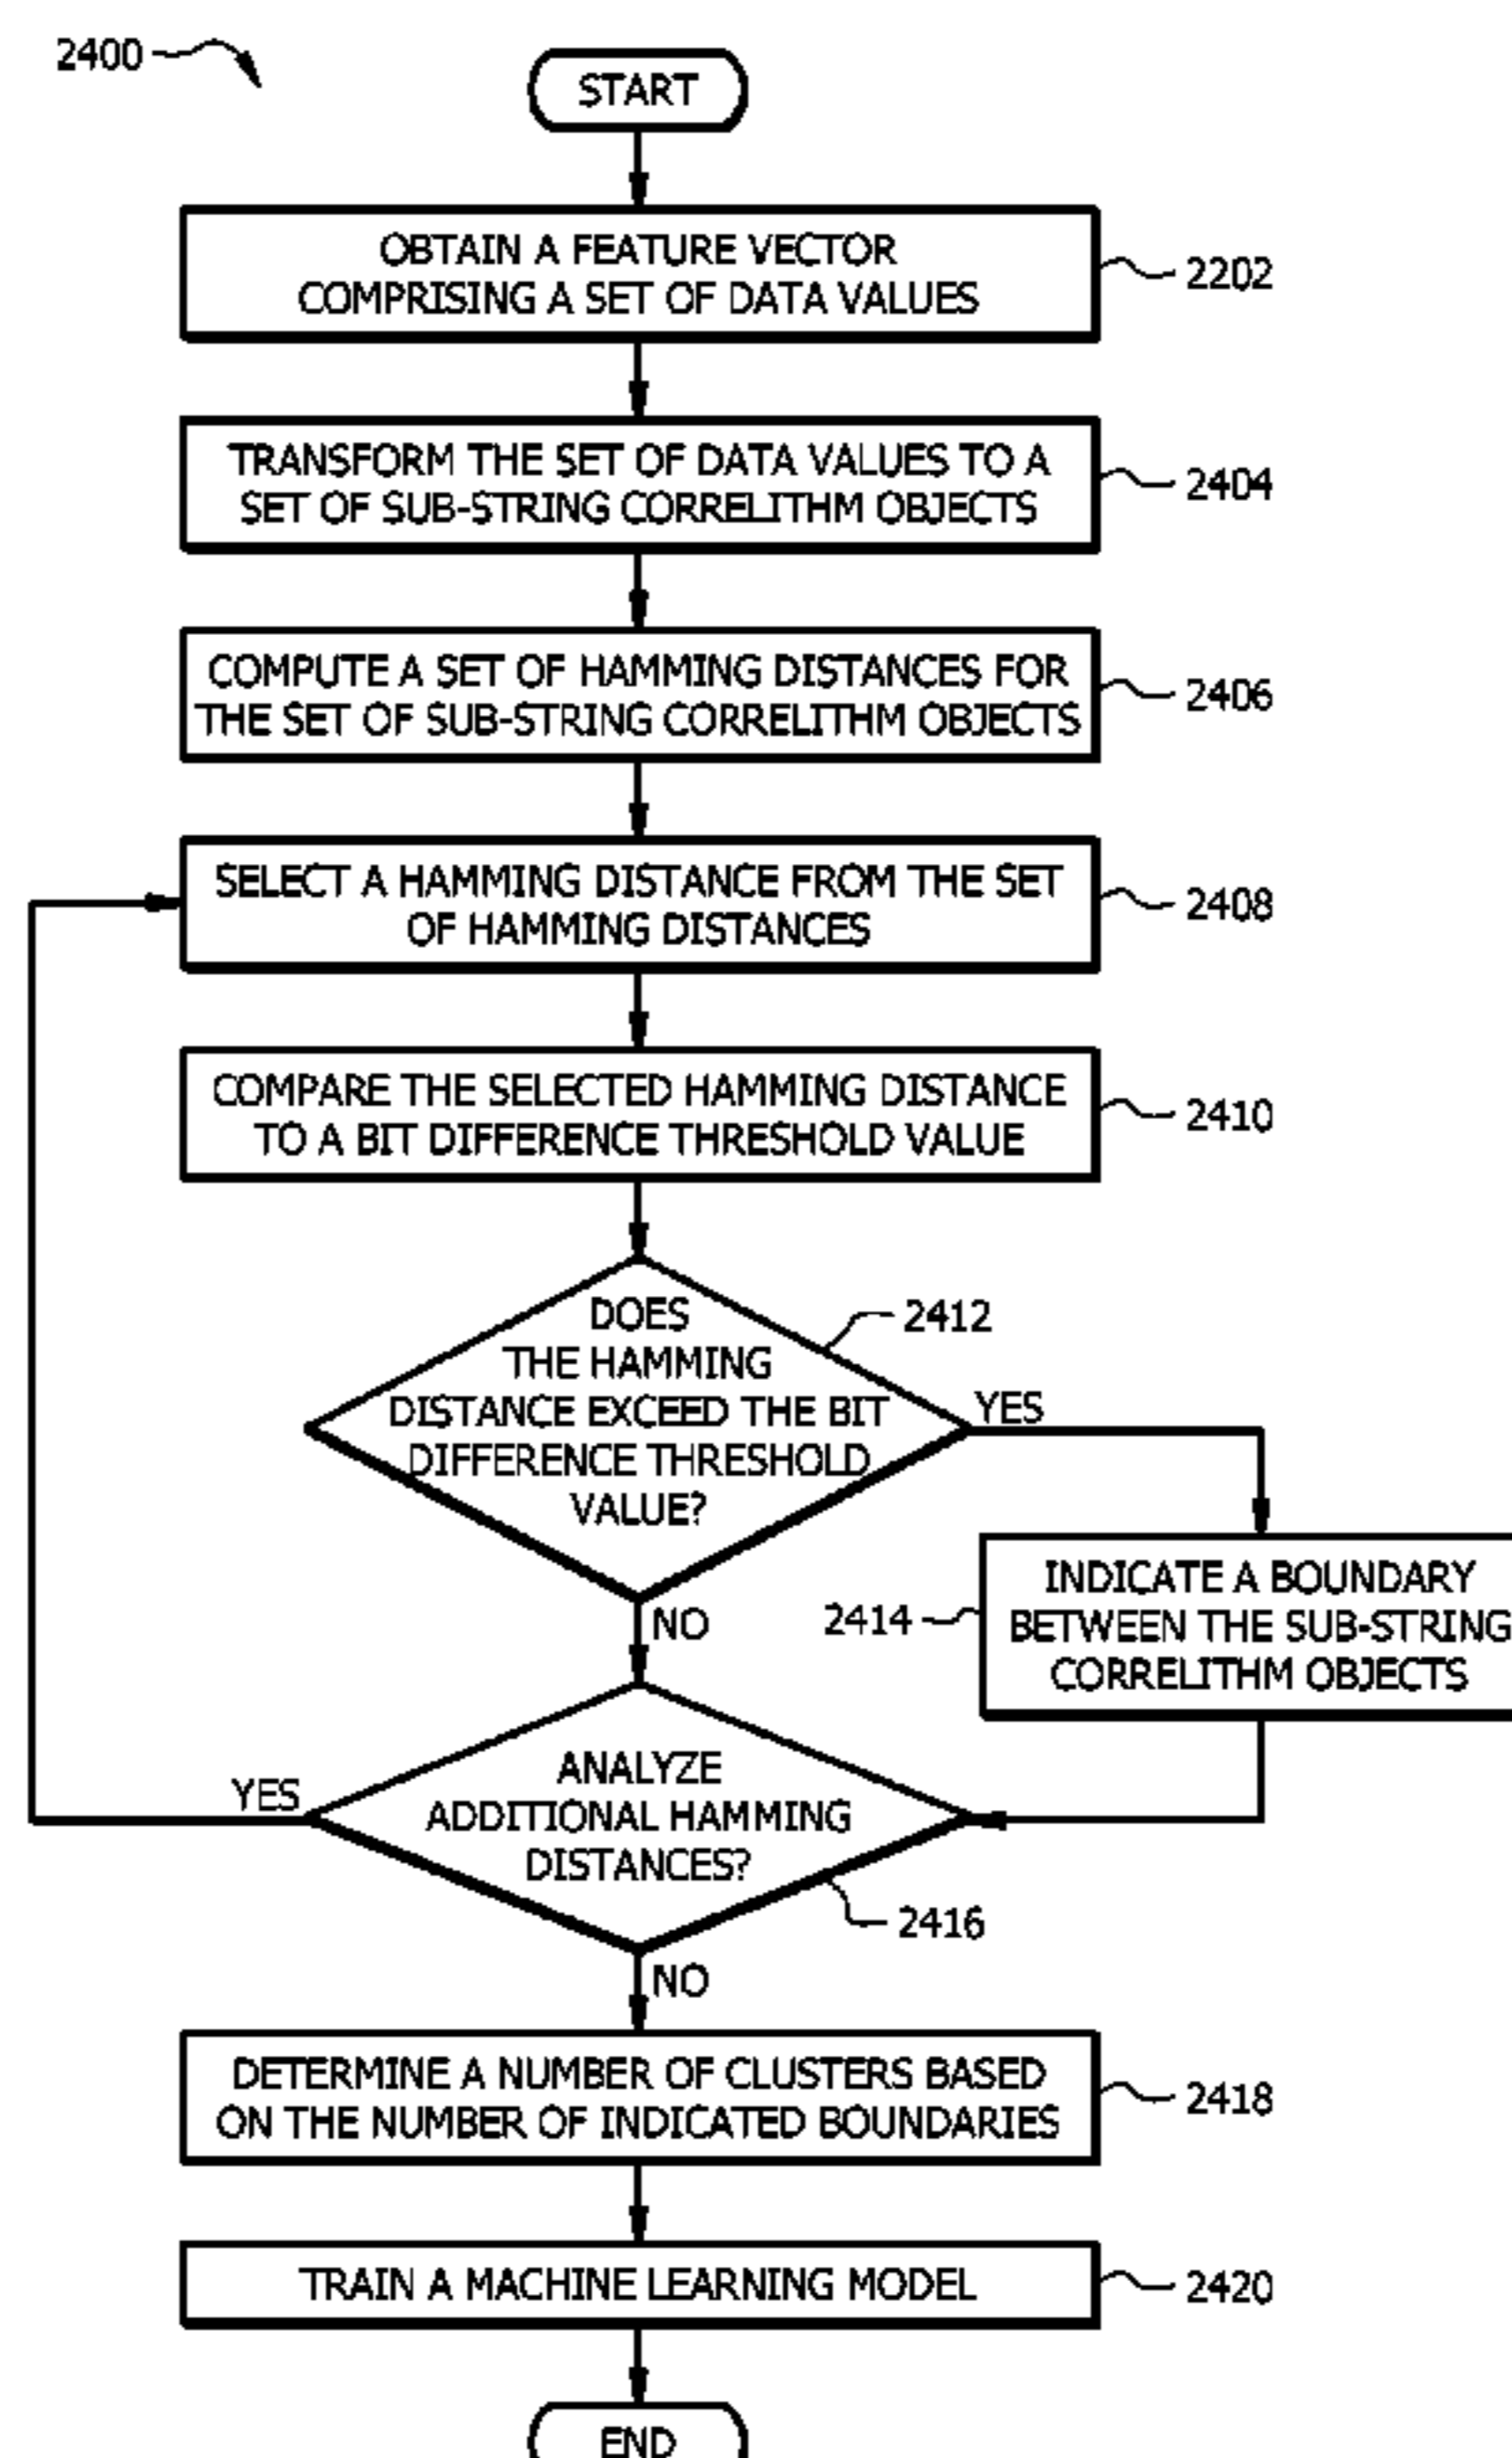 2400
START
OBTAIN A FEATURE VECTOR
COMPRISING A SET OF DATA VALUES
2202
TRANSFORM THE SET OF DATA VALUES TO A
SET OF SUB-STRING CORRELITHM OBJECTS
2404
COMPUTE A SET OF HAMMING DISTANCES FOR
THE SET OF SUB-STRING CORRELITHM OBJECTS
2406
SELECT A HAMMING DISTANCE FROM THE SET
OF HAMMING DISTANCES
2408
COMPARE THE SELECTED HAMMING DISTANCE
TO A BIT DIFFERENCE THRESHOLD VALUE
2410
DOES
THE HAMMING
DISTANCE EXCEED THE BIT
DIFFERENCE THRESHOLD
VALUE?
2412
YES
NO
INDICATE A BOUNDARY
BETWEEN THE SUB-STRING
CORRELITHM OBJECTS
2414
ANALYZE
ADDITIONAL HAMMING
DISTANCES?
YES
2416
NO
DETERMINE A NUMBER OF CLUSTERS BASED
ON THE NUMBER OF INDICATED BOUNDARIES
2418
TRAIN A MACHINE LEARNING MODEL
2420
END